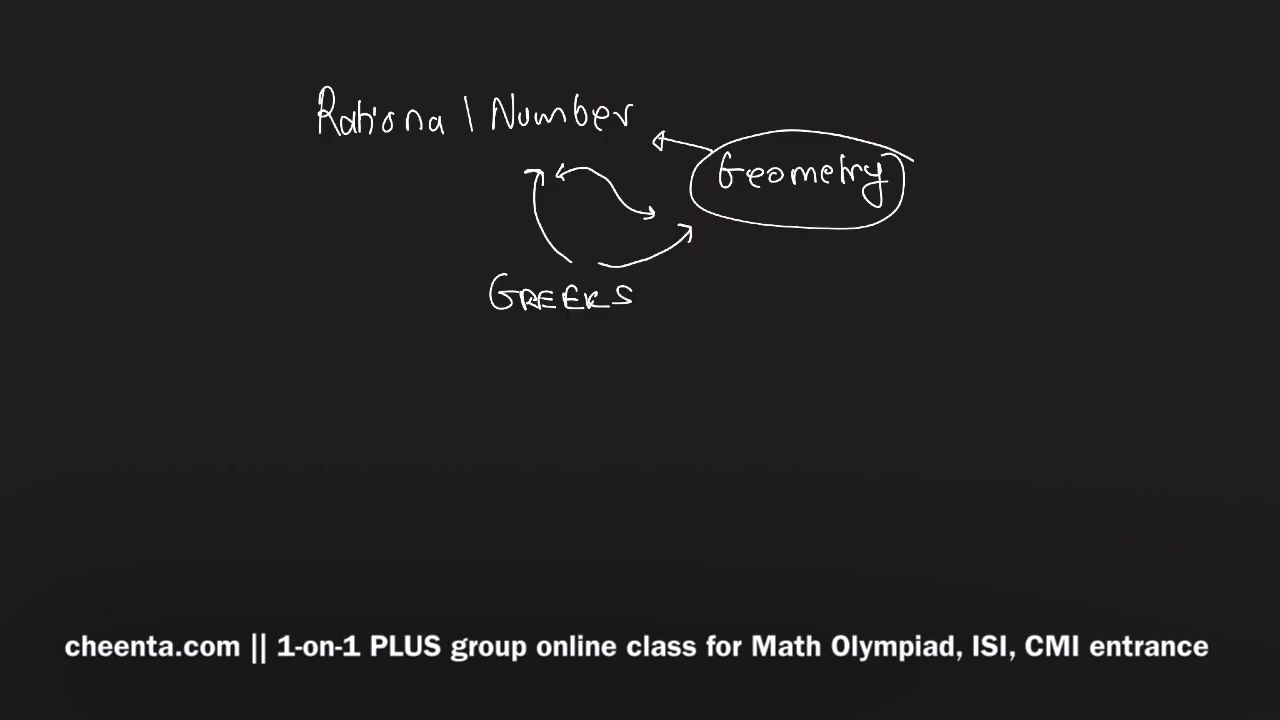 Rational Number
Geometry
GREEKS
cheenta.com || 1-on-1 PLUS group online class for Math Olympiad, ISI, CMI entrance